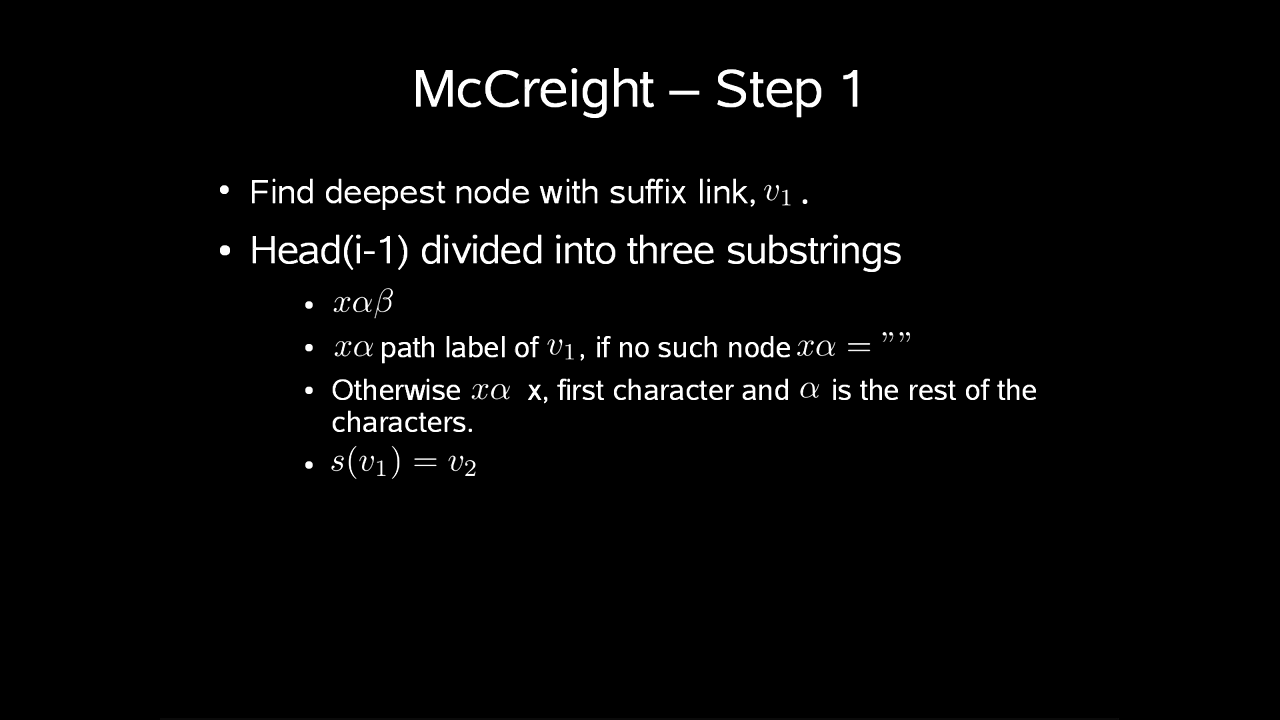 McCreight – Step 1
• Find deepest node with suffix link, v₁ .
• Head(i-1) divided into three substrings
• xαβ
• xα path label of v₁, if no such node xα = ””
• Otherwise xα x, first character and α is the rest of the
characters.
• s(v₁) = v₂